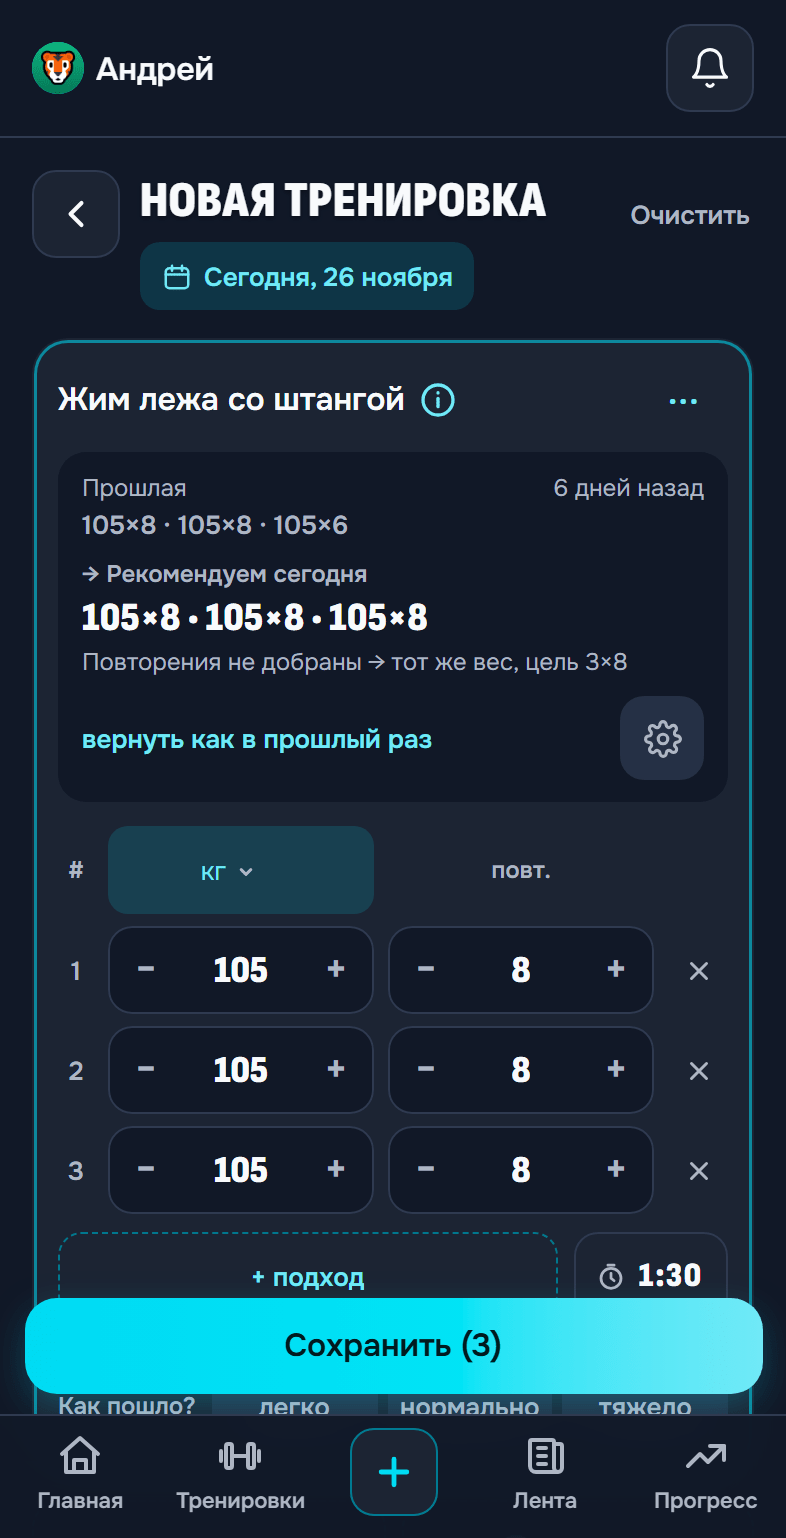 Андрей
НОВАЯ ТРЕНИРОВКА
Очистить
Сегодня, 26 ноября
Жим лежа со штангой
Прошлая 6 дней назад
105×8 · 105×8 · 105×6
→ Рекомендуем сегодня
105×8 • 105×8 • 105×8
Повторения не добраны → тот же вес, цель 3×8
вернуть как в прошлый раз
# кг повт.
1 − 105 + − 8 + ×
2 − 105 + − 8 + ×
3 − 105 + − 8 + ×
+ подход 1:30
Сохранить (3)
Как пошло? легко нормально тяжело
Главная Тренировки + Лента Прогресс